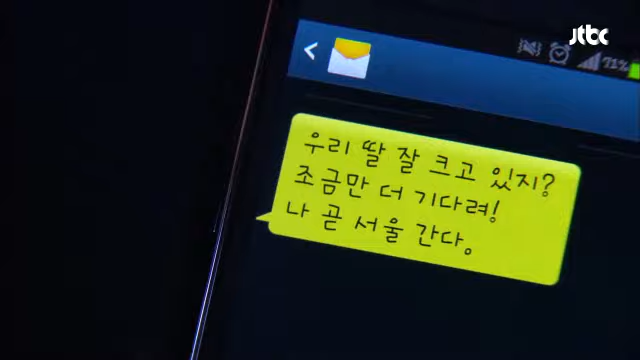 jtbc
71%
우리 딸 잘 크고 있지?
조금만 더 기다려!
나 곧 서울 간다.